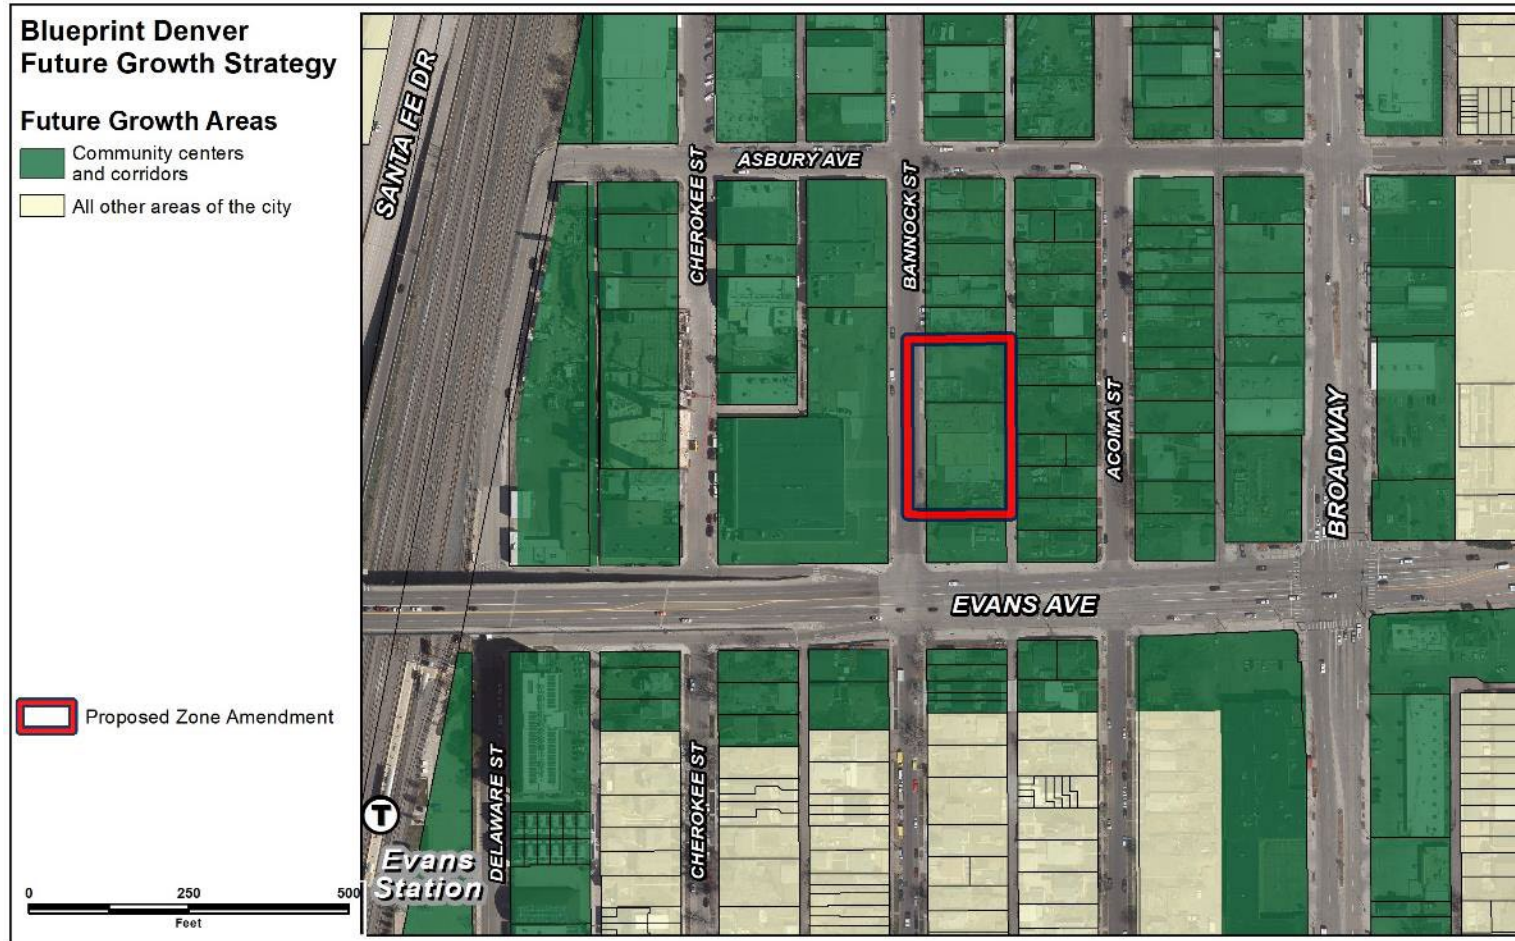 Blueprint Denver
Future Growth Strategy
Future Growth Areas
Community centers
and corridors
All other areas of the city
Proposed Zone Amendment
0 250 500
Feet
SANTA FE DR
CHEROKEE ST
ASBURY AVE
BANNOCK ST
ACOMA ST
BROADWAY
EVANS AVE
DELAWARE ST
CHEROKEE ST
T
Evans
Station